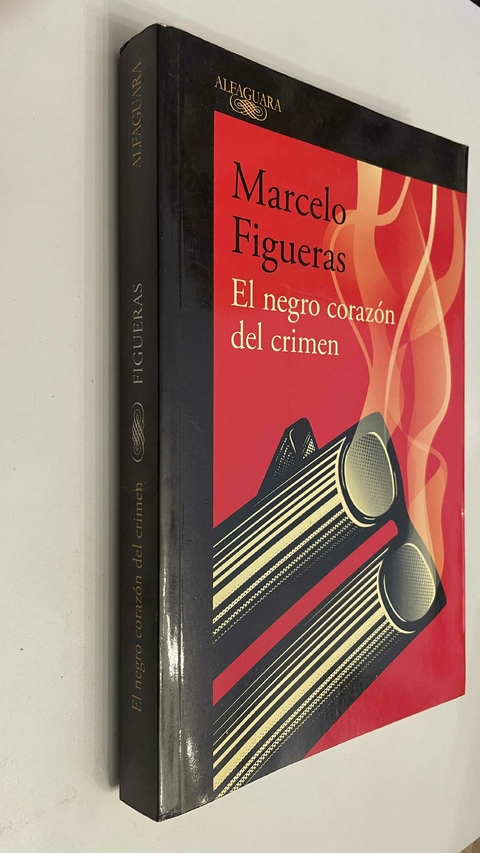 ALFAGUARA
Marcelo
Figueras
El negro corazón
del crimen
El negro corazón del crimen FIGUERAS ALFAGUARA